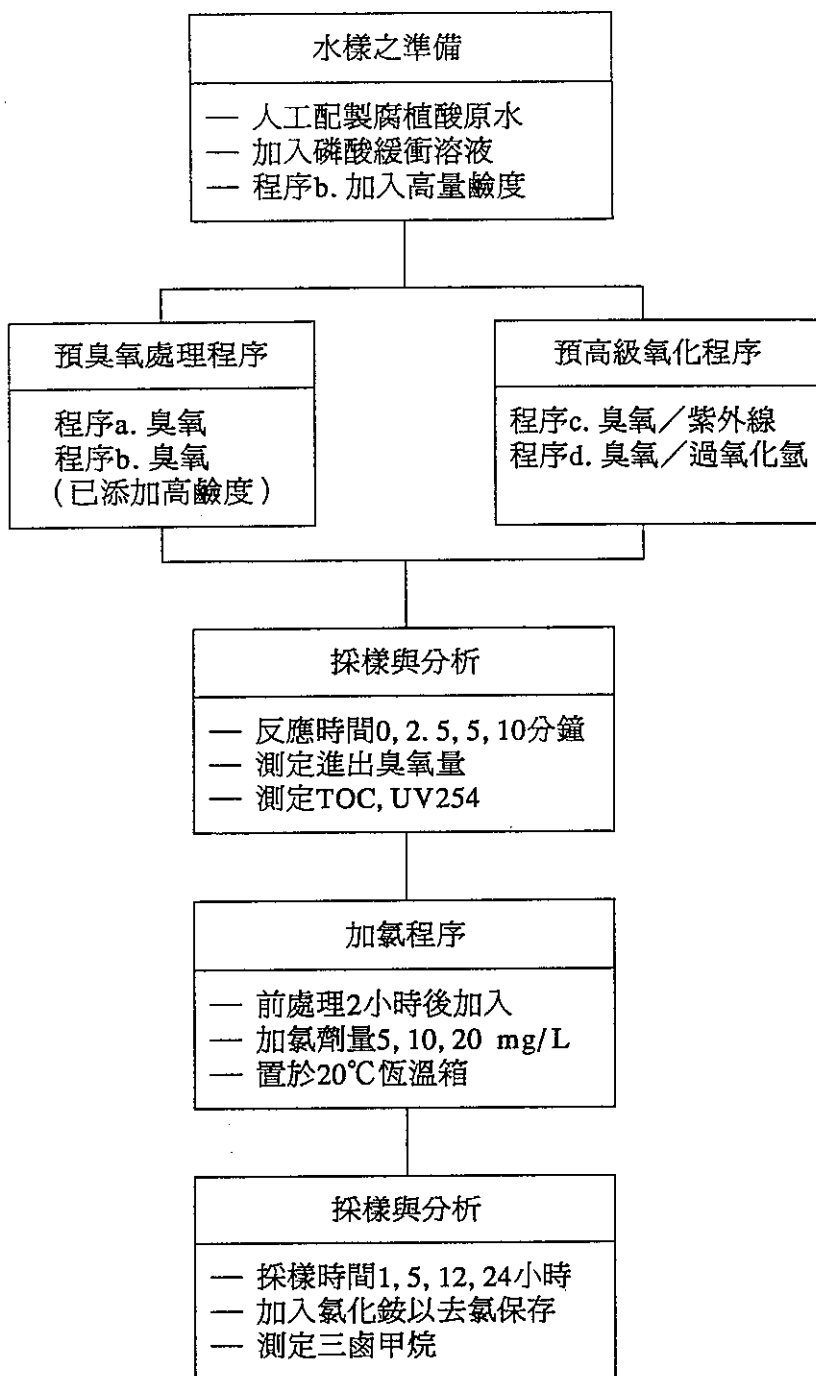 水樣之準備
— 人工配製腐植酸原水
— 加入磷酸緩衝溶液
— 程序b. 加入高量鹼度
預臭氧處理程序
程序a. 臭氧
程序b. 臭氧
(已添加高鹼度)
預高級氧化程序
程序c. 臭氧／紫外線
程序d. 臭氧／過氧化氫
採樣與分析
— 反應時間0, 2. 5, 5, 10分鐘
— 測定進出臭氧量
— 測定TOC, UV254
加氯程序
— 前處理2小時後加入
— 加氯劑量5, 10, 20 mg/L
— 置於20℃恆溫箱
採樣與分析
— 採樣時間1, 5, 12, 24小時
— 加入氯化銨以去氯保存
— 測定三鹵甲烷